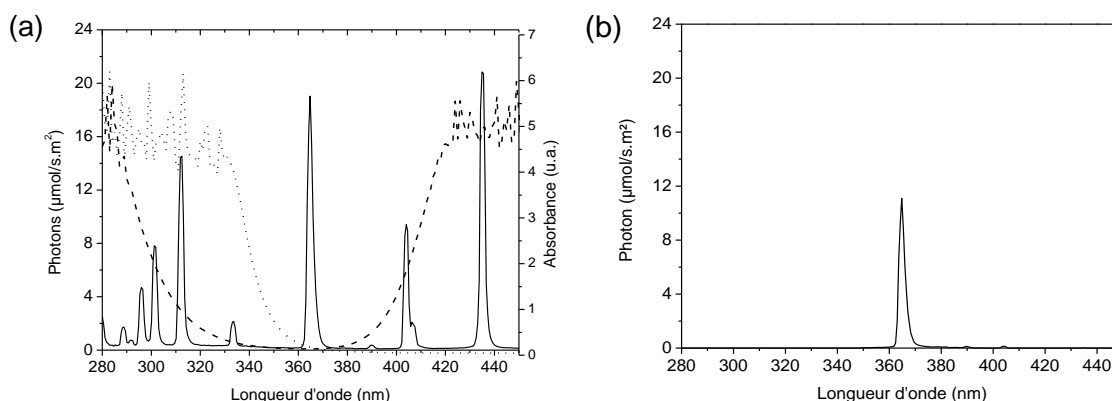 (a)
24
20
16
12
8
4
0
Photons (µmol/s.m²)
7
6
5
4
3
2
1
0
Absorbance (u.a.)
280 300 320 340 360 380 400 420 440
Longueur d'onde (nm)
(b)
24
20
16
12
8
4
0
Photon (µmol/s.m²)
280 300 320 340 360 380 400 420 440
Longueur d'onde (nm)